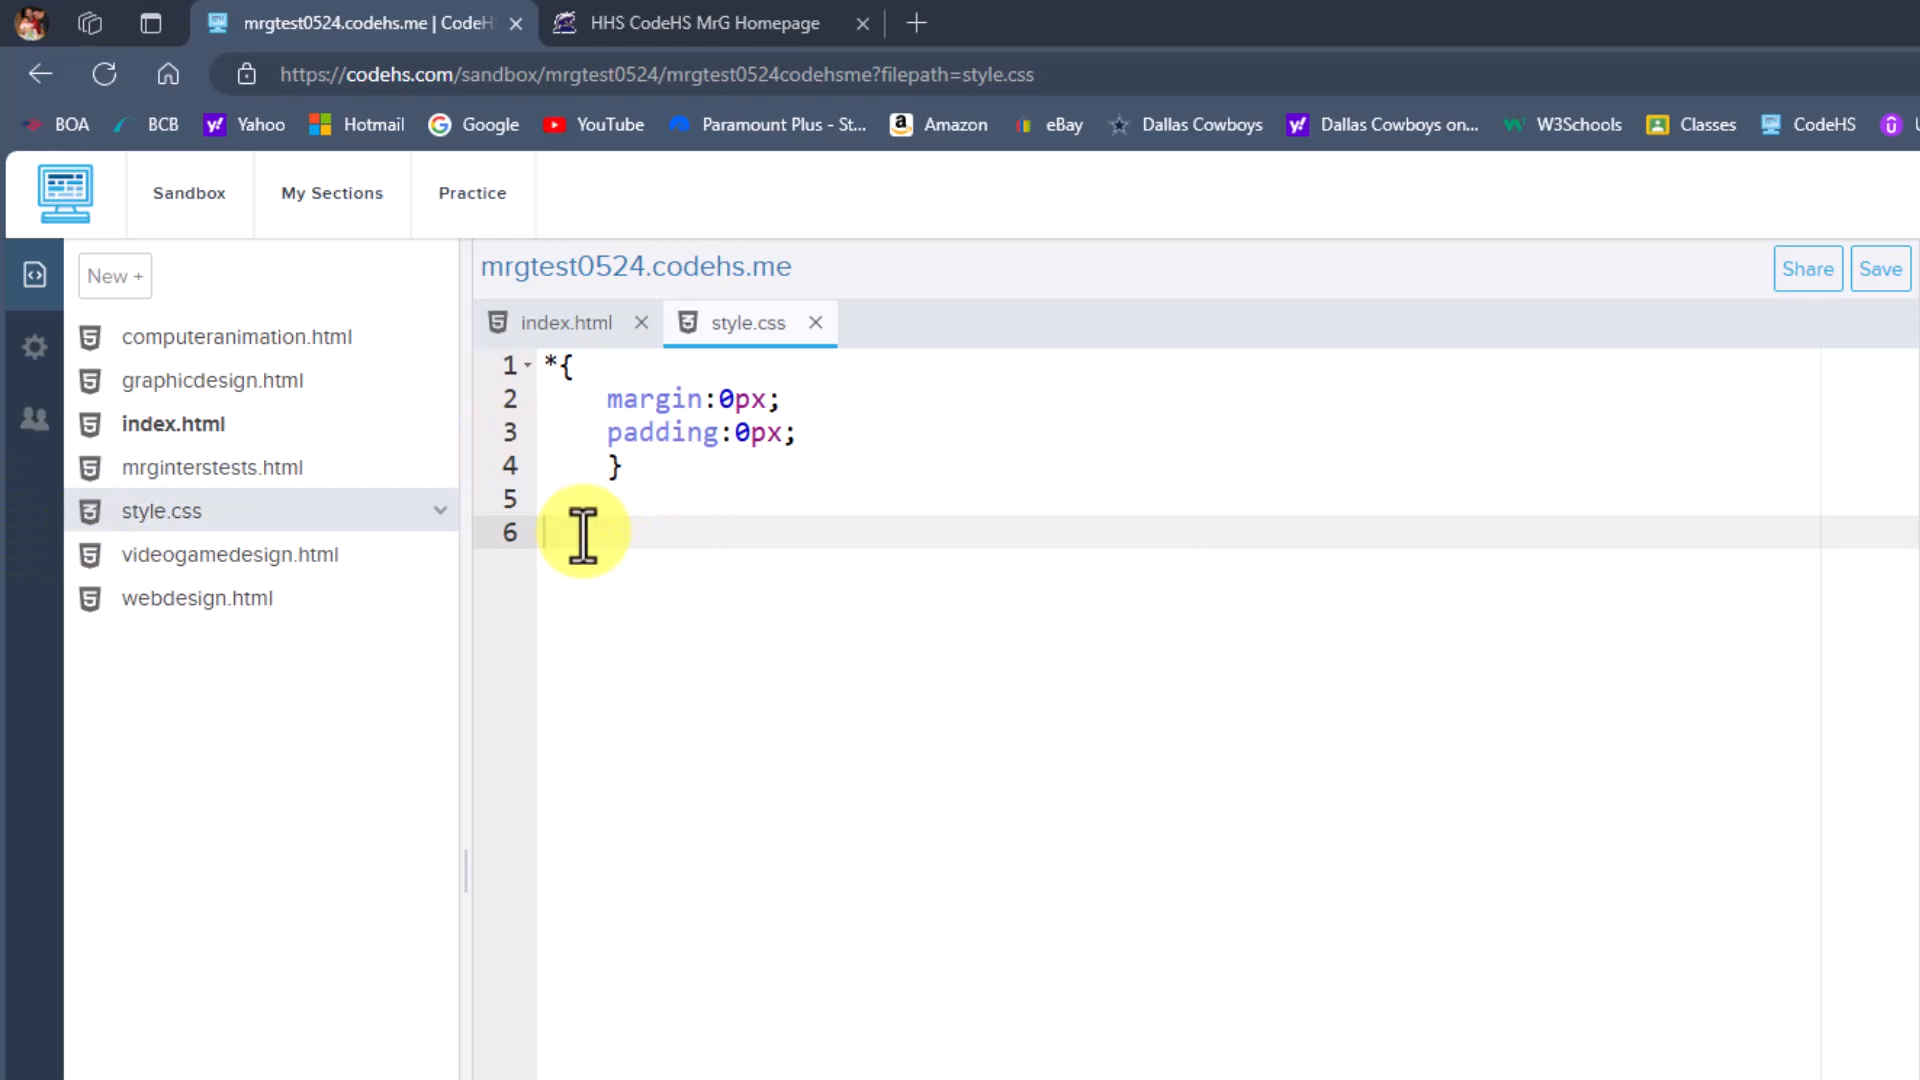 mrgtest0524.codehs.me | CodeH
HHS CodeHS MrG Homepage
https://codehs.com/sandbox/mrgtest0524/mrgtest0524codehsme?filepath=style.css
BOA BCB Yahoo Hotmail Google YouTube Paramount Plus - St... Amazon eBay Dallas Cowboys Dallas Cowboys on... W3Schools Classes CodeHS
Sandbox My Sections Practice
New +
computeranimation.html
graphicdesign.html
index.html
mrginterstests.html
style.css
videogamedesign.html
webdesign.html
mrgtest0524.codehs.me
Share Save
index.html style.css
1 *{
2 margin:0px;
3 padding:0px;
4 }
5
6